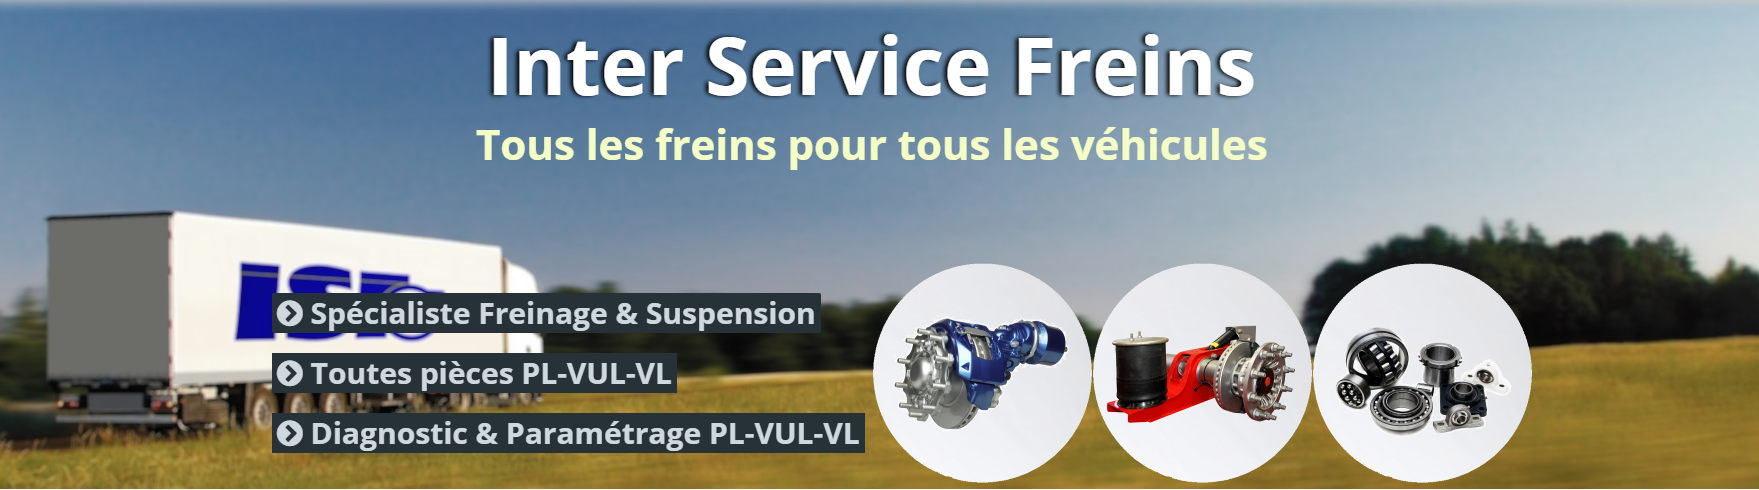 Inter Service Freins
Tous les freins pour tous les véhicules
ISF
Spécialiste Freinage & Suspension
Toutes pièces PL-VUL-VL
Diagnostic & Paramétrage PL-VUL-VL